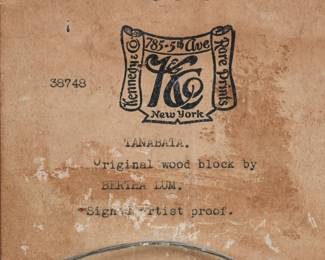 785-5th Ave
Kennedy & Co
Rare Prints
K&Co
New York
38748
TANABATA.
Original wood block by
BERTHA LUM.
Signed artist proof.